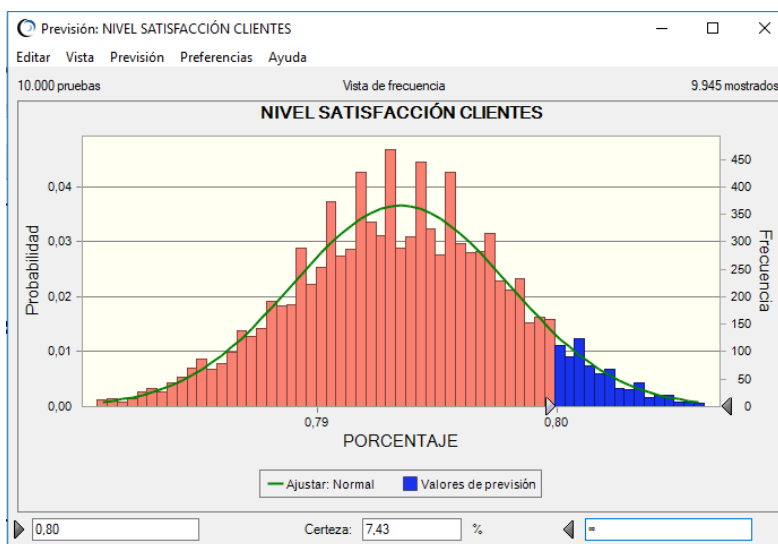 Previsión: NIVEL SATISFACCIÓN CLIENTES
Editar Vista Previsión Preferencias Ayuda
10.000 pruebas Vista de frecuencia 9.945 mostrados
NIVEL SATISFACCIÓN CLIENTES
Probabilidad
0,04
0,03
0,02
0,01
0,00
450
400
350
300
250
200
150
100
50
0
Frecuencia
0,79 0,80
PORCENTAJE
Ajustar: Normal Valores de previsión
0,80 Certeza: 7,43 % ∞